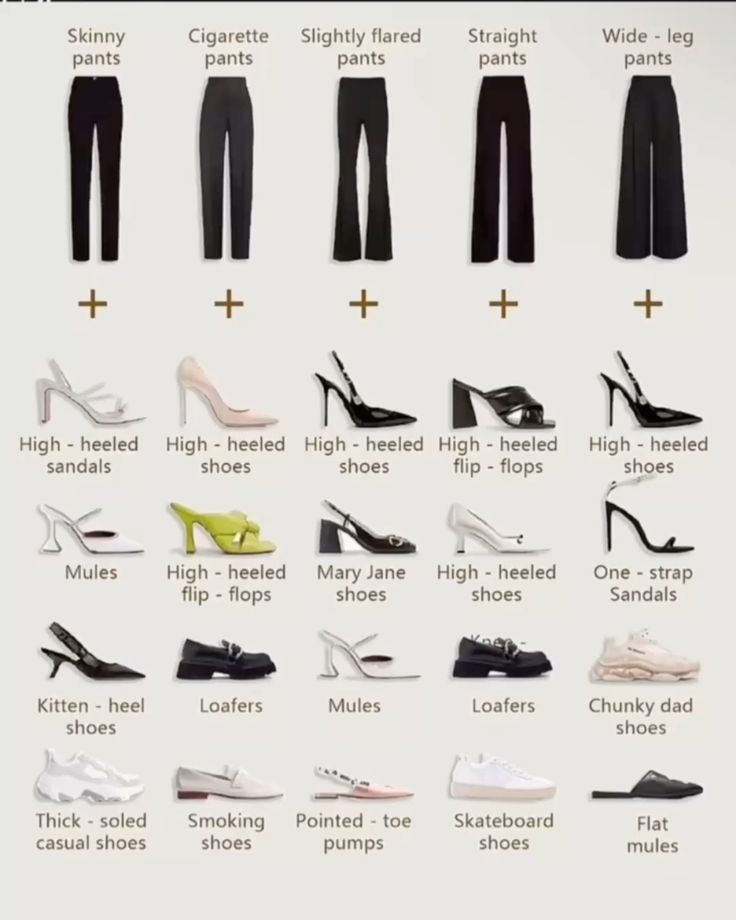 Skinny
pants
Cigarette
pants
Slightly flared
pants
Straight
pants
Wide - leg
pants
+
+
+
+
+
High - heeled
sandals
High - heeled
shoes
High - heeled
shoes
High - heeled
flip - flops
High - heeled
shoes
Mules
High - heeled
flip - flops
Mary Jane
shoes
High - heeled
shoes
One - strap
Sandals
Kitten - heel
shoes
Loafers
Mules
Loafers
Chunky dad
shoes
Thick - soled
casual shoes
Smoking
shoes
Pointed - toe
pumps
Skateboard
shoes
Flat
mules